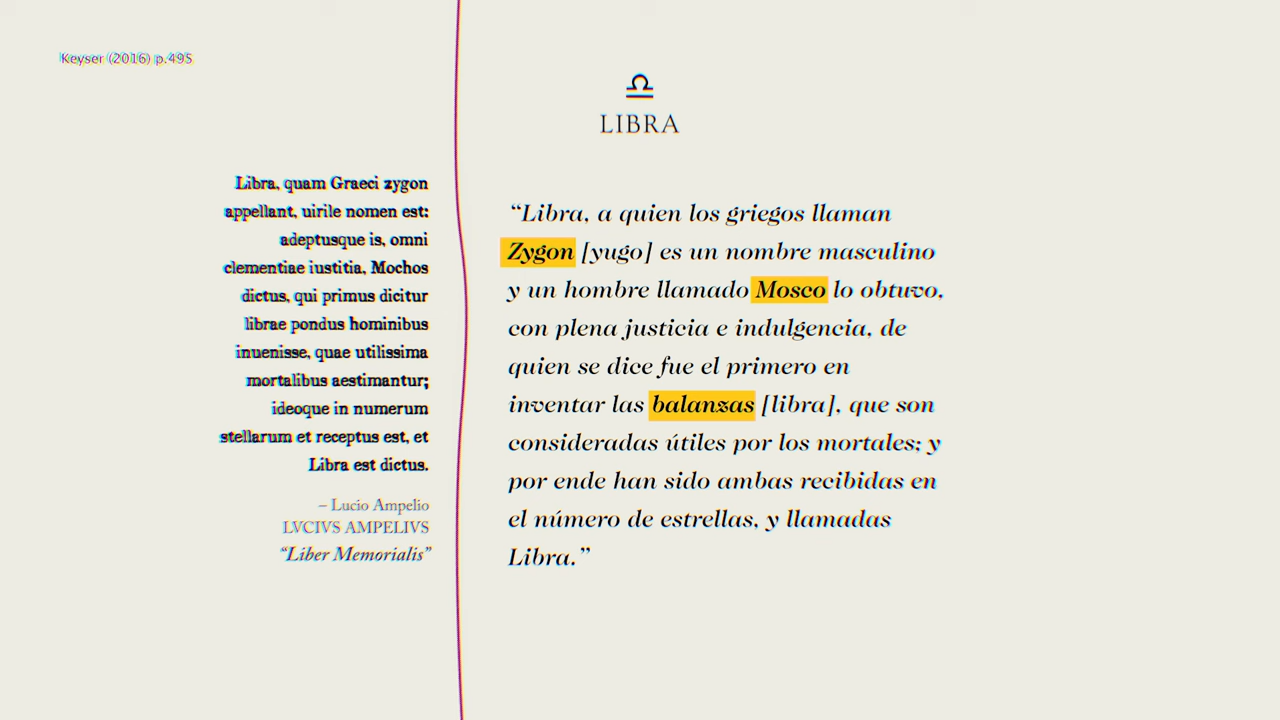 Keyser (2016) p.495
♎
LIBRA
Libra, quam Graeci zygon
appellant, uirile nomen est:
adeptusque is, omni
clementiae iustitia, Mochos
dictus, qui primus dicitur
librae pondus hominibus
inuenisse, quae utilissima
mortalibus aestimantur;
ideoque in numerum
stellarum et receptus est, et
Libra est dictus.
– Lucio Ampelio
LVCIVS AMPELIVS
“Liber Memorialis”
“Libra, a quien los griegos llaman
Zygon [yugo] es un nombre masculino
y un hombre llamado Mosco lo obtuvo,
con plena justicia e indulgencia, de
quien se dice fue el primero en
inventar las balanzas [libra], que son
consideradas útiles por los mortales; y
por ende han sido ambas recibidas en
el número de estrellas, y llamadas
Libra.”